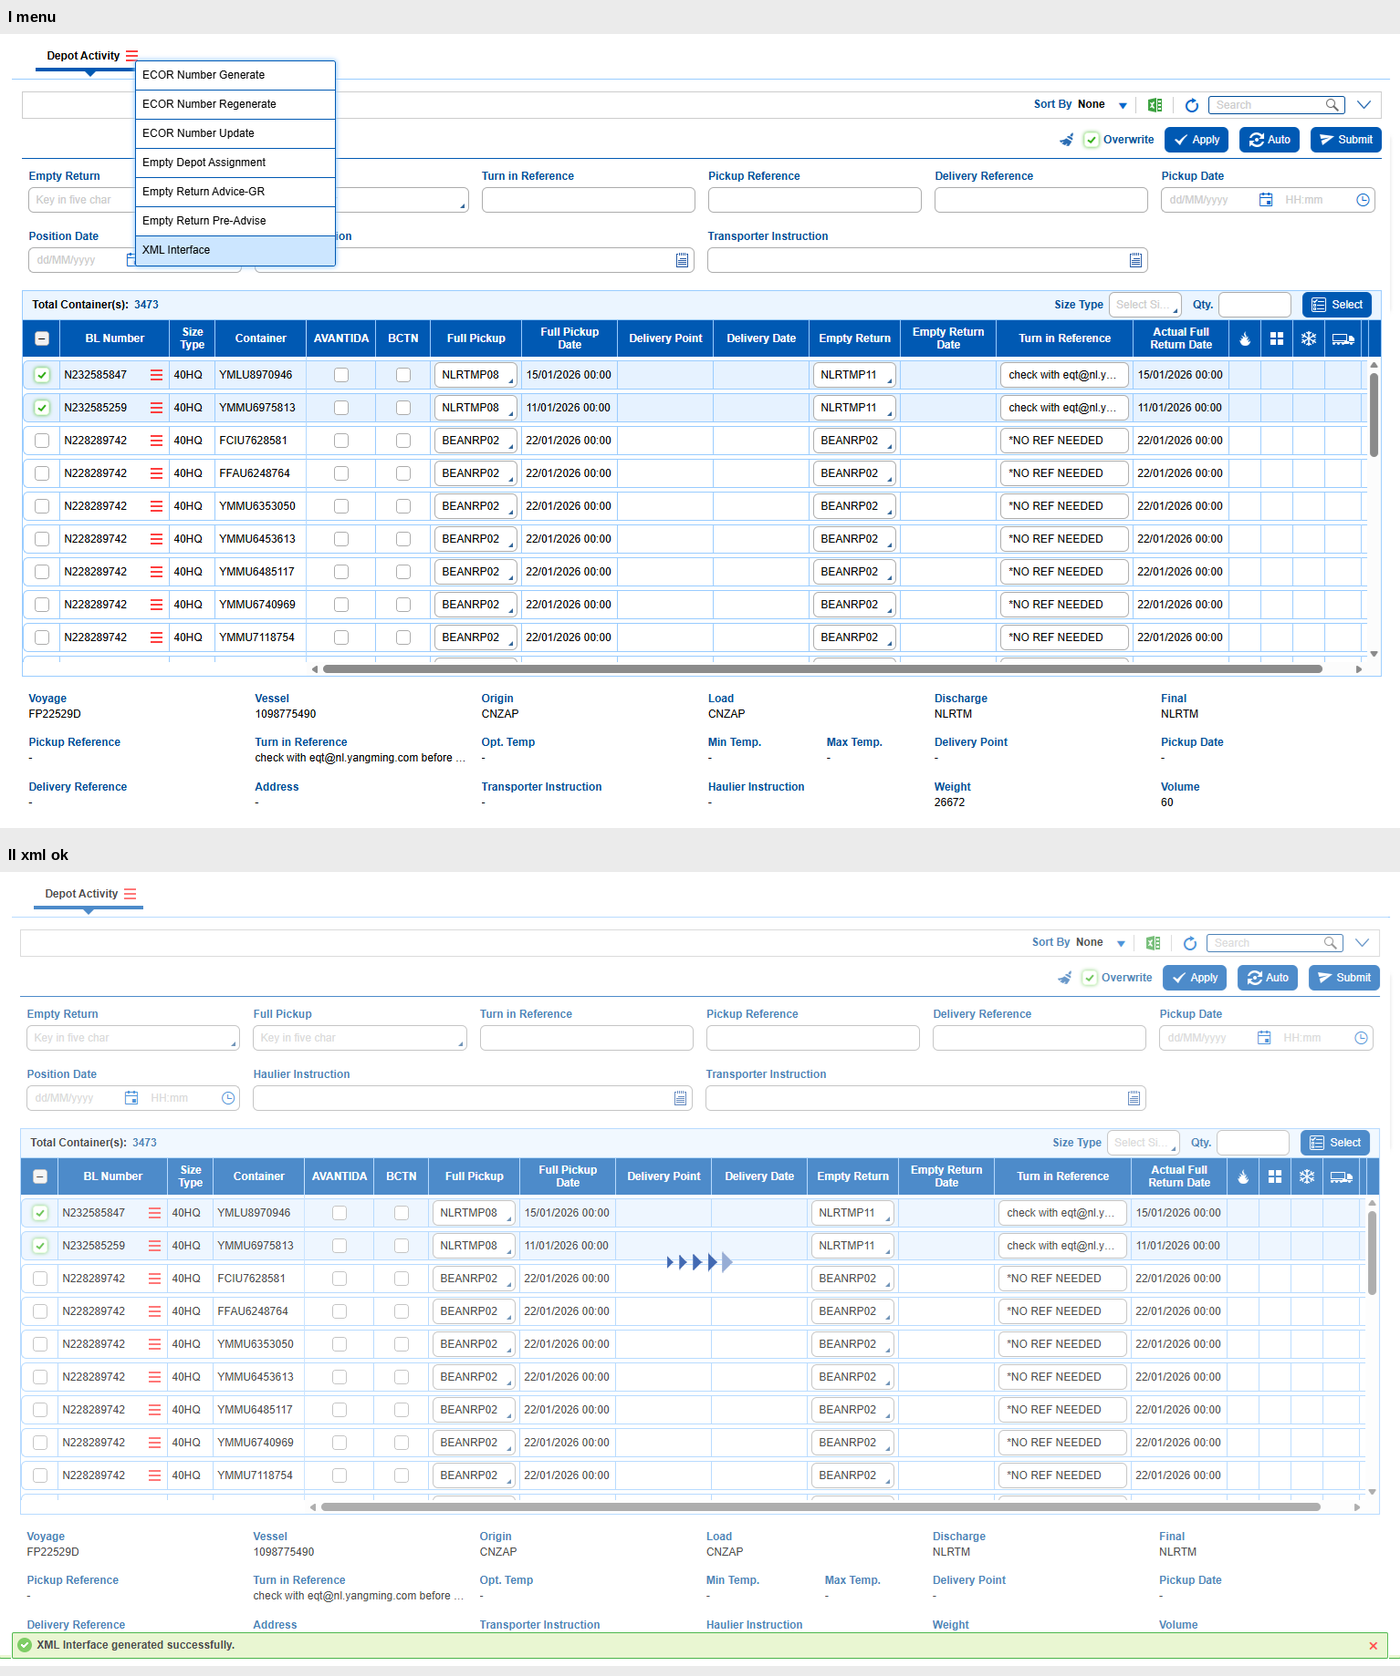 I menu
Depot Activity
ECOR Number Generate
ECOR Number Regenerate
ECOR Number Update
Empty Depot Assignment
Empty Return Advice-GR
Empty Return Pre-Advise
XML Interface
Sort By None Search
Overwrite Apply Auto Submit
Empty Return Turn in Reference Pickup Reference Delivery Reference Pickup Date
Key in five char dd/MM/yyyy HH:mm
Position Date ion Transporter Instruction
dd/MM/yyyy
Total Container(s): 3473 Size Type Select Si... Qty. Select
BL Number Size Type Container AVANTIDA BCTN Full Pickup Full Pickup Date Delivery Point Delivery Date Empty Return Empty Return Date Turn in Reference Actual Full Return Date
N232585847 40HQ YMLU8970946 NLRTMP08 15/01/2026 00:00 NLRTMP11 check with eqt@nl.y... 15/01/2026 00:00
N232585259 40HQ YMMU6975813 NLRTMP08 11/01/2026 00:00 NLRTMP11 check with eqt@nl.y... 11/01/2026 00:00
N228289742 40HQ FCIU7628581 BEANRP02 22/01/2026 00:00 BEANRP02 *NO REF NEEDED 22/01/2026 00:00
N228289742 40HQ FFAU6248764 BEANRP02 22/01/2026 00:00 BEANRP02 *NO REF NEEDED 22/01/2026 00:00
N228289742 40HQ YMMU6353050 BEANRP02 22/01/2026 00:00 BEANRP02 *NO REF NEEDED 22/01/2026 00:00
N228289742 40HQ YMMU6453613 BEANRP02 22/01/2026 00:00 BEANRP02 *NO REF NEEDED 22/01/2026 00:00
N228289742 40HQ YMMU6485117 BEANRP02 22/01/2026 00:00 BEANRP02 *NO REF NEEDED 22/01/2026 00:00
N228289742 40HQ YMMU6740969 BEANRP02 22/01/2026 00:00 BEANRP02 *NO REF NEEDED 22/01/2026 00:00
N228289742 40HQ YMMU7118754 BEANRP02 22/01/2026 00:00 BEANRP02 *NO REF NEEDED 22/01/2026 00:00
Voyage Vessel Origin Load Discharge Final
FP22529D 1098775490 CNZAP CNZAP NLRTM NLRTM
Pickup Reference Turn in Reference Opt. Temp Min Temp. Max Temp. Delivery Point Pickup Date
- check with eqt@nl.yangming.com before ... - - - - -
Delivery Reference Address Transporter Instruction Haulier Instruction Weight Volume
- - - - 26672 60
II xml ok
Depot Activity
Sort By None Search
Overwrite Apply Auto Submit
Empty Return Full Pickup Turn in Reference Pickup Reference Delivery Reference Pickup Date
Key in five char Key in five char dd/MM/yyyy HH:mm
Position Date Haulier Instruction Transporter Instruction
dd/MM/yyyy HH:mm
Total Container(s): 3473 Size Type Select Si... Qty. Select
BL Number Size Type Container AVANTIDA BCTN Full Pickup Full Pickup Date Delivery Point Delivery Date Empty Return Empty Return Date Turn in Reference Actual Full Return Date
N232585847 40HQ YMLU8970946 NLRTMP08 15/01/2026 00:00 NLRTMP11 check with eqt@nl.y... 15/01/2026 00:00
N232585259 40HQ YMMU6975813 NLRTMP08 11/01/2026 00:00 NLRTMP11 check with eqt@nl.y... 11/01/2026 00:00
N228289742 40HQ FCIU7628581 BEANRP02 22/01/2026 00:00 BEANRP02 *NO REF NEEDED 22/01/2026 00:00
N228289742 40HQ FFAU6248764 BEANRP02 22/01/2026 00:00 BEANRP02 *NO REF NEEDED 22/01/2026 00:00
N228289742 40HQ YMMU6353050 BEANRP02 22/01/2026 00:00 BEANRP02 *NO REF NEEDED 22/01/2026 00:00
N228289742 40HQ YMMU6453613 BEANRP02 22/01/2026 00:00 BEANRP02 *NO REF NEEDED 22/01/2026 00:00
N228289742 40HQ YMMU6485117 BEANRP02 22/01/2026 00:00 BEANRP02 *NO REF NEEDED 22/01/2026 00:00
N228289742 40HQ YMMU6740969 BEANRP02 22/01/2026 00:00 BEANRP02 *NO REF NEEDED 22/01/2026 00:00
N228289742 40HQ YMMU7118754 BEANRP02 22/01/2026 00:00 BEANRP02 *NO REF NEEDED 22/01/2026 00:00
Voyage Vessel Origin Load Discharge Final
FP22529D 1098775490 CNZAP CNZAP NLRTM NLRTM
Pickup Reference Turn in Reference Opt. Temp Min Temp. Max Temp. Delivery Point Pickup Date
- check with eqt@nl.yangming.com before ... - - - - -
Delivery Reference Address Transporter Instruction Haulier Instruction Weight Volume
XML Interface generated successfully.